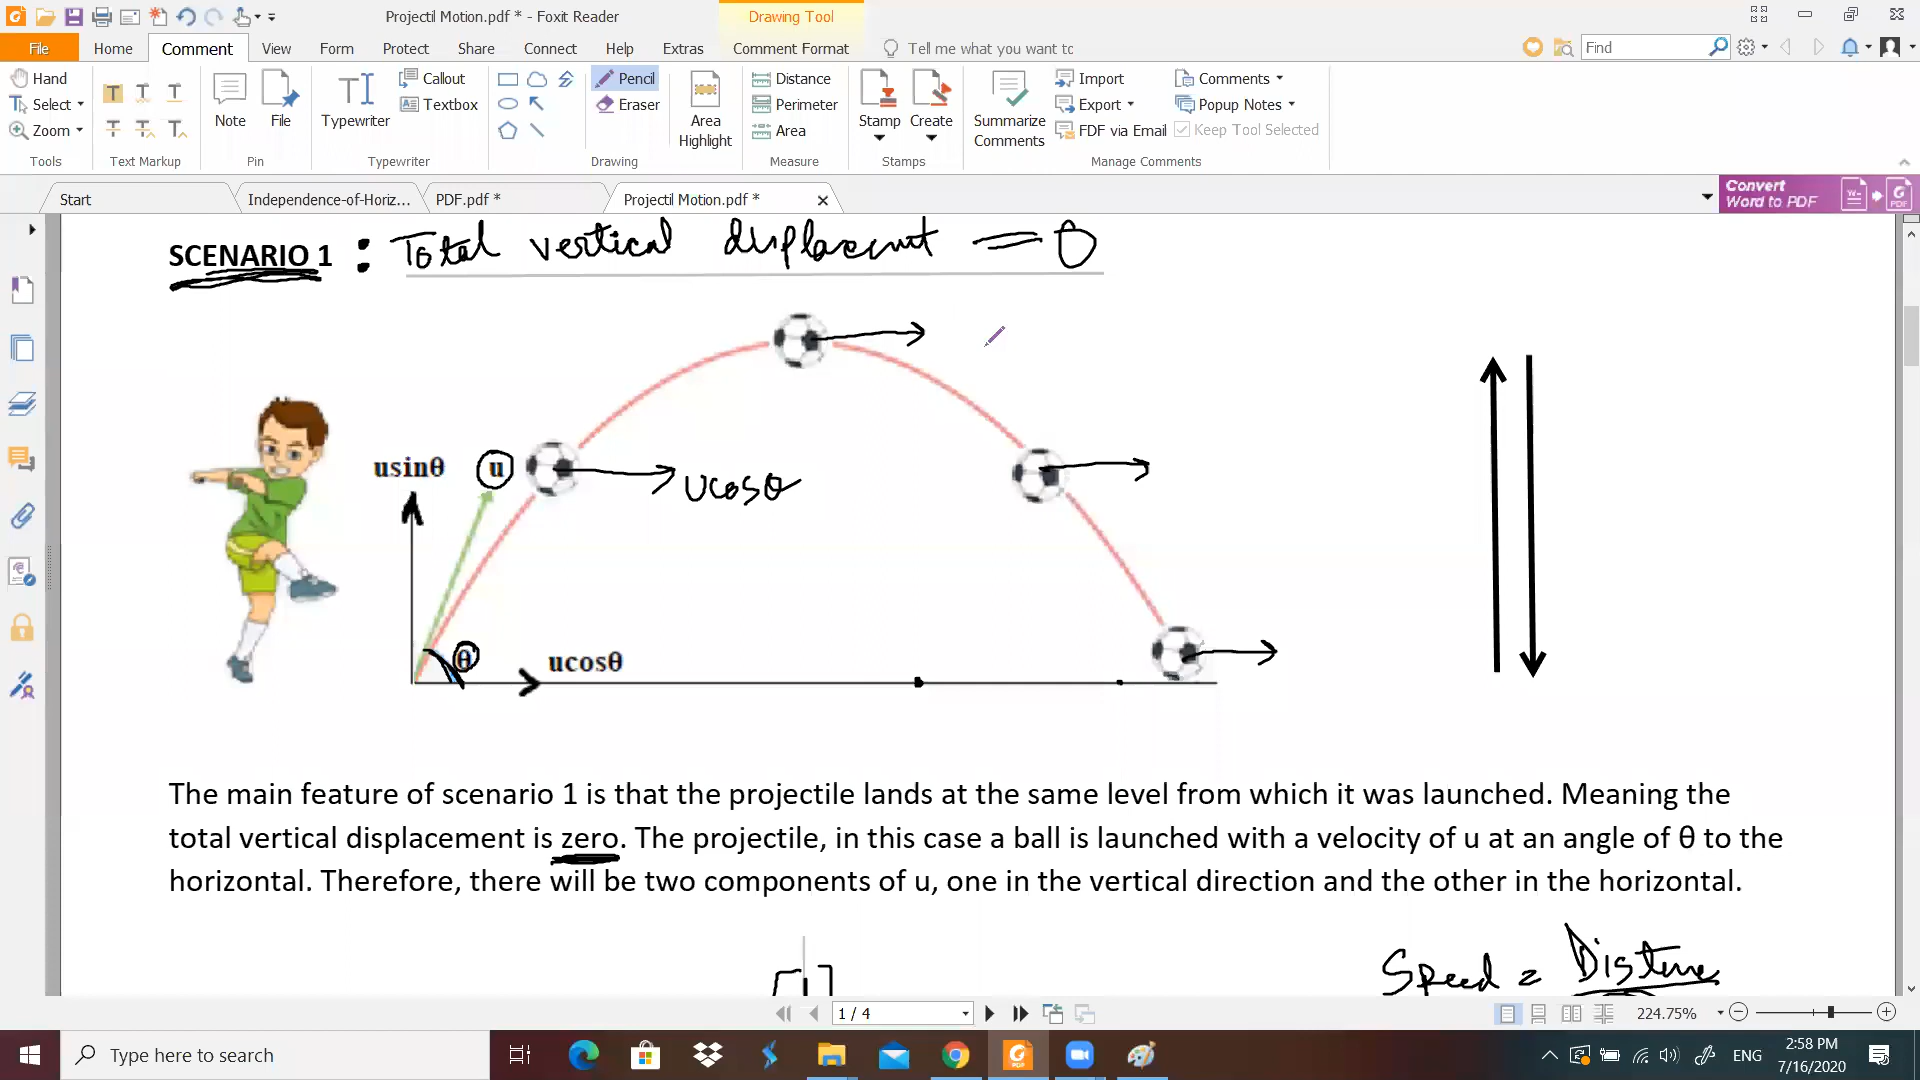 Projectil Motion.pdf * - Foxit Reader
Drawing Tool
File
Home
Comment
View
Form
Protect
Share
Connect
Help
Extras
Comment Format
Tell me what you want to
Find
Hand
Select
Zoom
Tools
Text Markup
Note
File
Pin
Typewriter
Callout
Textbox
Typewriter
Pencil
Eraser
Area
Highlight
Drawing
Distance
Perimeter
Area
Measure
Stamp
Create
Stamps
Summarize
Comments
Import
Export
FDF via Email
Comments
Popup Notes
Keep Tool Selected
Manage Comments
Start
Independence-of-Horiz...
PDF.pdf *
Projectil Motion.pdf *
Convert
Word to PDF
SCENARIO 1 : Total vertical displacemt = 0
usinθ
u
ucosθ
θ
ucosθ
The main feature of scenario 1 is that the projectile lands at the same level from which it was launched. Meaning the
total vertical displacement is zero. The projectile, in this case a ball is launched with a velocity of u at an angle of θ to the
horizontal. Therefore, there will be two components of u, one in the vertical direction and the other in the horizontal.
Speed =
1 / 4
224.75%
Type here to search
ENG
2:58 PM
7/16/2020